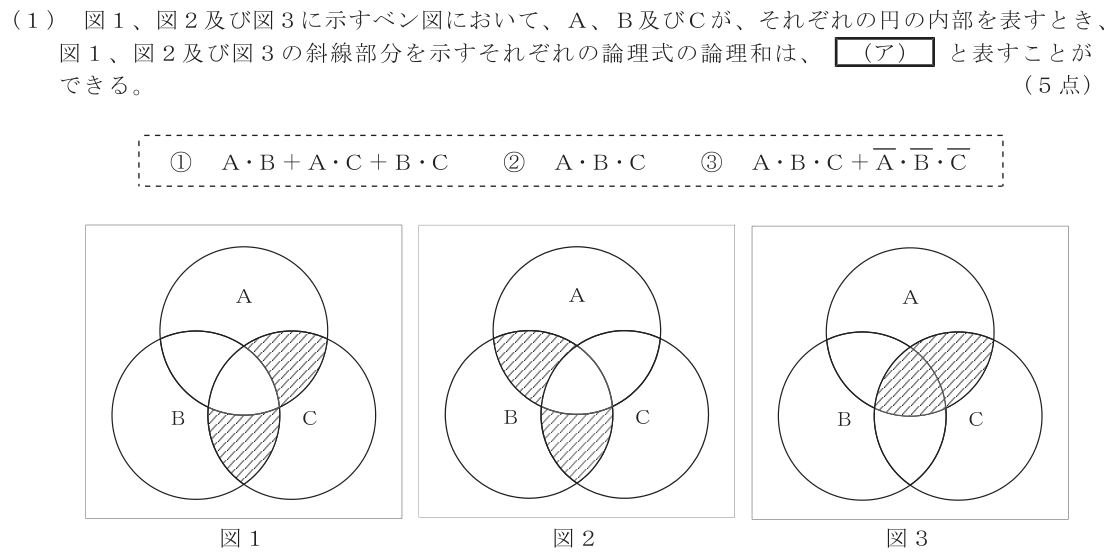 （１） 図１、図２及び図３に示すベン図において、Ａ、Ｂ及びＣが、それぞれの円の内部を表すとき、
図１、図２及び図３の斜線部分を示すそれぞれの論理式の論理和は、 （ア） と表すことが
できる。 （５点）
① Ａ・Ｂ＋Ａ・Ｃ＋Ｂ・Ｃ ② Ａ・Ｂ・Ｃ ③ Ａ・Ｂ・Ｃ＋A̅・B̅・C̅
Ａ Ａ Ａ
Ｂ Ｃ Ｂ Ｃ Ｂ Ｃ
図１ 図２ 図３